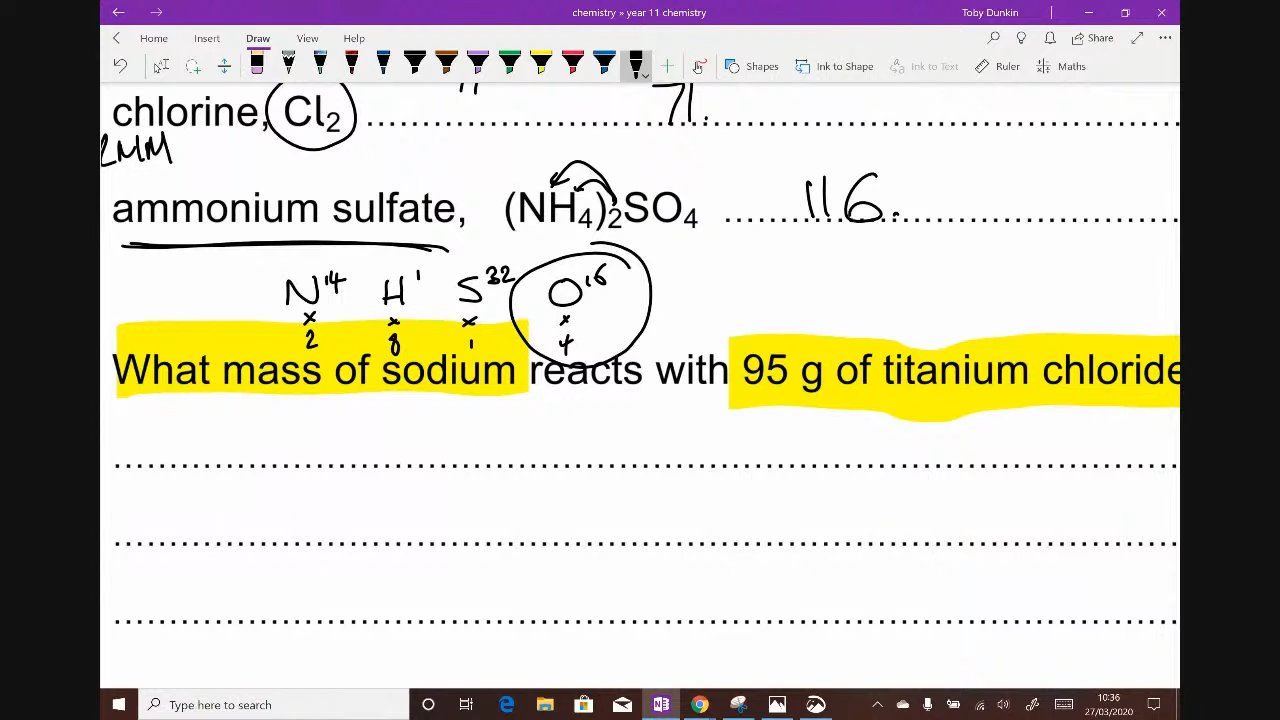 chemistry » year 11 chemistry
Toby Dunkin
Home Insert Draw View Help
Shapes Ink to Shape Ink to Text Ruler Maths Share
chlorine, Cl₂ ........ 71.
RMM
ammonium sulfate, (NH₄)₂SO₄ ........ 116.
N¹⁴ H¹ S³² O¹⁶
× × × ×
2 8 1 4
What mass of sodium reacts with 95 g of titanium chloride
Type here to search
10:36
27/03/2020